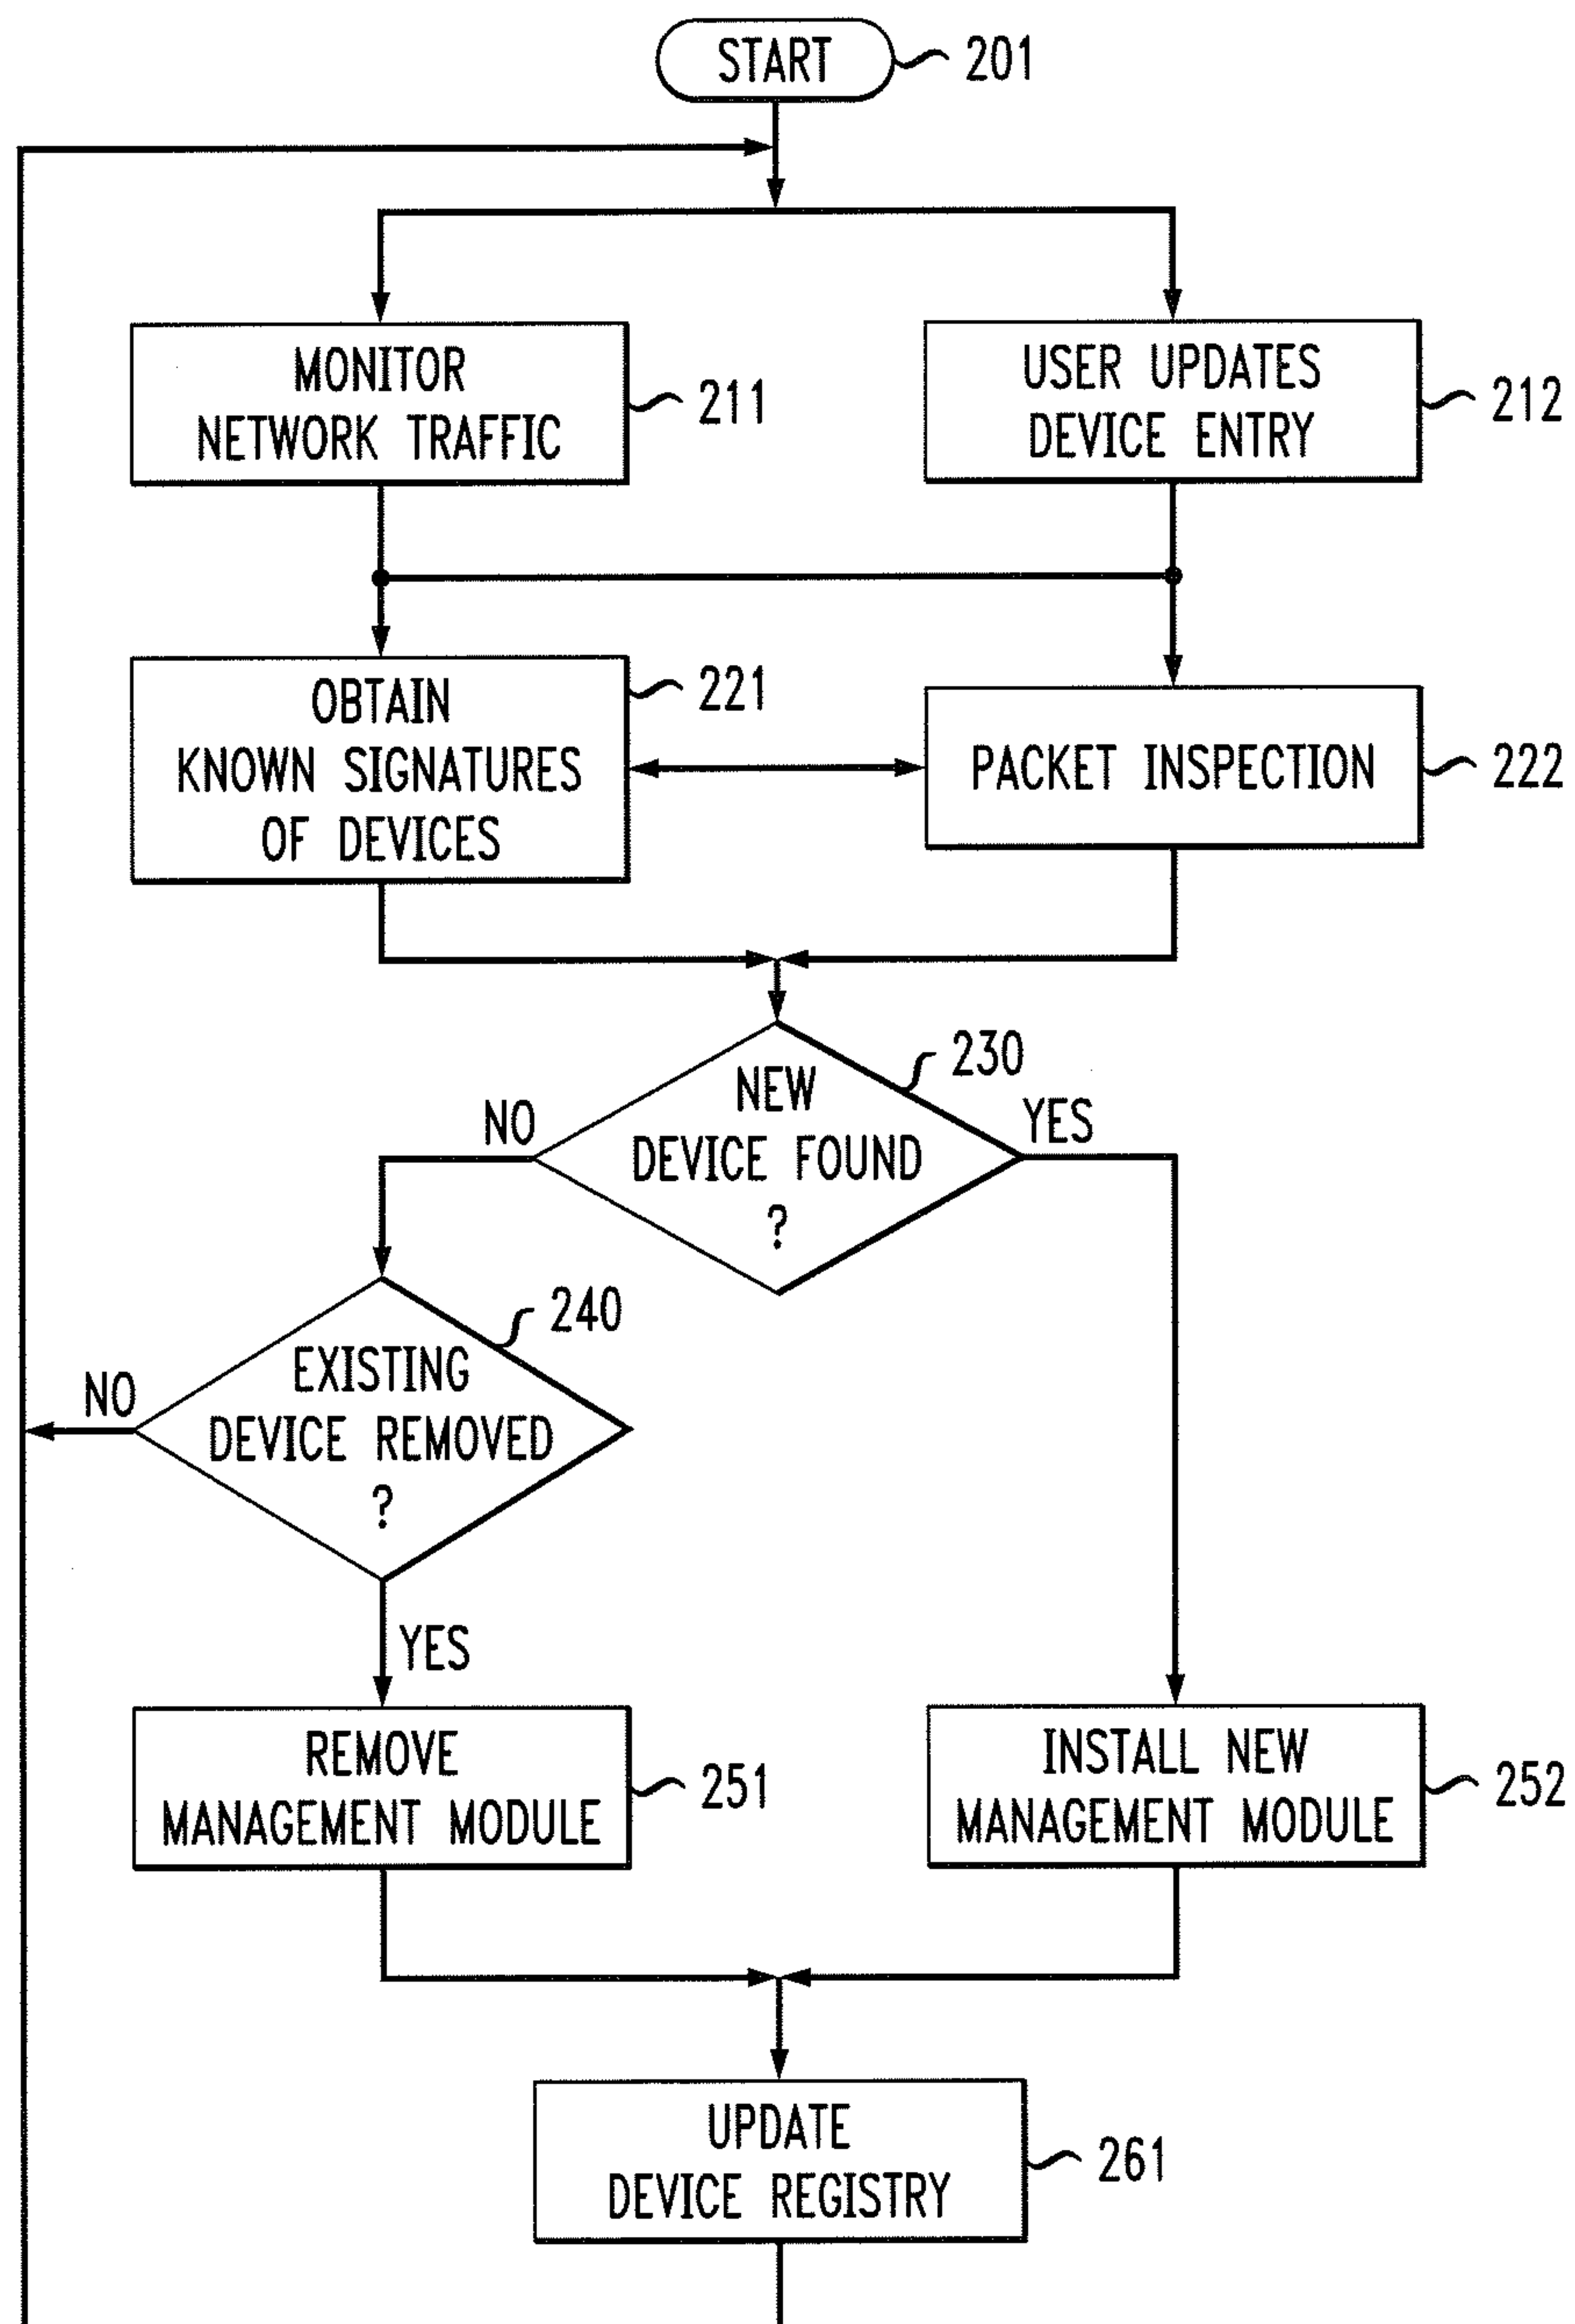 START
201
MONITOR
NETWORK TRAFFIC
211
USER UPDATES
DEVICE ENTRY
212
OBTAIN
KNOWN SIGNATURES
OF DEVICES
221
PACKET INSPECTION
222
NEW
DEVICE FOUND
?
230
NO
YES
EXISTING
DEVICE REMOVED
?
240
NO
YES
REMOVE
MANAGEMENT MODULE
251
INSTALL NEW
MANAGEMENT MODULE
252
UPDATE
DEVICE REGISTRY
261